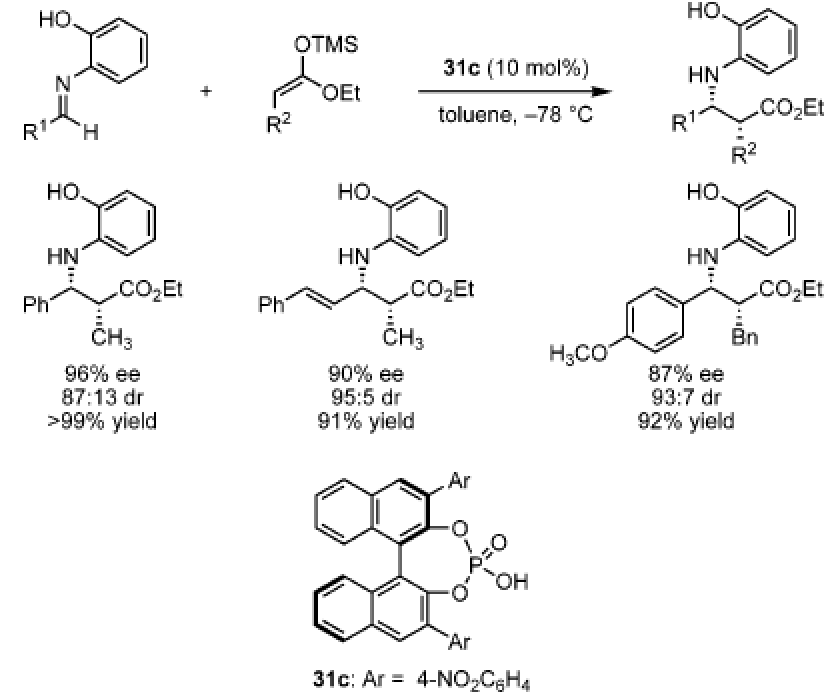 HO
N
R¹
H
+
OTMS
OEt
R²
31c (10 mol%)
toluene, –78 °C
HO
HN
R¹
CO₂Et
R²
HO
HN
Ph
CO₂Et
CH₃
96% ee
87:13 dr
>99% yield
HO
HN
Ph
CO₂Et
CH₃
90% ee
95:5 dr
91% yield
HO
HN
CO₂Et
H₃CO
Bn
87% ee
93:7 dr
92% yield
Ar
O
O
P
OH
O
Ar
31c: Ar = 4-NO₂C₆H₄